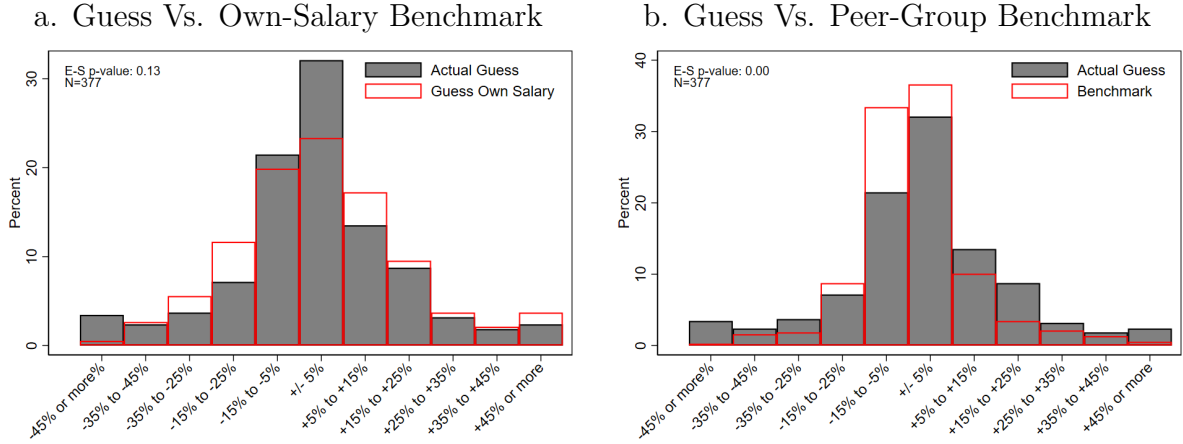 a. Guess Vs. Own-Salary Benchmark
E-S p-value: 0.13
N=377
Actual Guess
Guess Own Salary
Percent
0
10
20
30
-45% or more%
-35% to -45%
-35% to -25%
-15% to -25%
-15% to -5%
+/- 5%
+5% to +15%
+15% to +25%
+25% to +35%
+35% to +45%
+45% or more
b. Guess Vs. Peer-Group Benchmark
E-S p-value: 0.00
N=377
Actual Guess
Benchmark
Percent
0
10
20
30
40
-45% or more%
-35% to -45%
-35% to -25%
-15% to -25%
-15% to -5%
+/- 5%
+5% to +15%
+15% to +25%
+25% to +35%
+35% to +45%
+45% or more